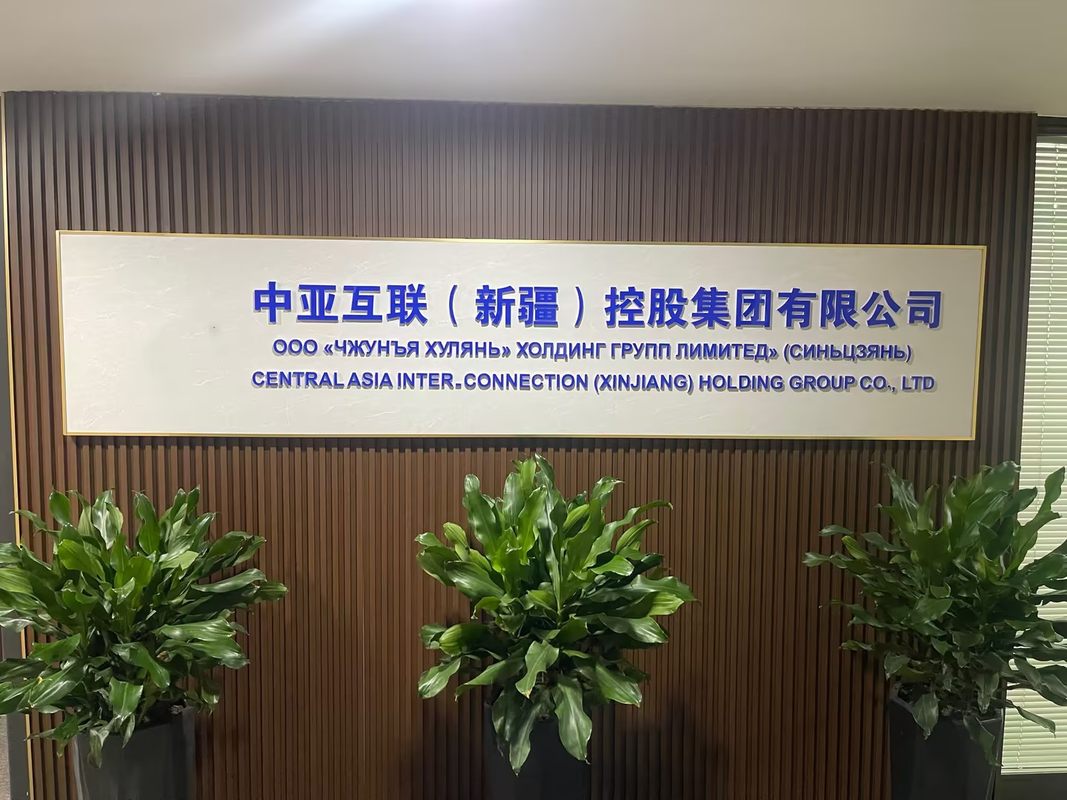 中亚互联（新疆）控股集团有限公司
ООО «ЧЖУНЪЯ ХУЛЯНЬ» ХОЛДИНГ ГРУПП ЛИМИТЕД» (СИНЬЦЗЯНЬ)
CENTRAL ASIA INTER-CONNECTION (XINJIANG) HOLDING GROUP CO., LTD